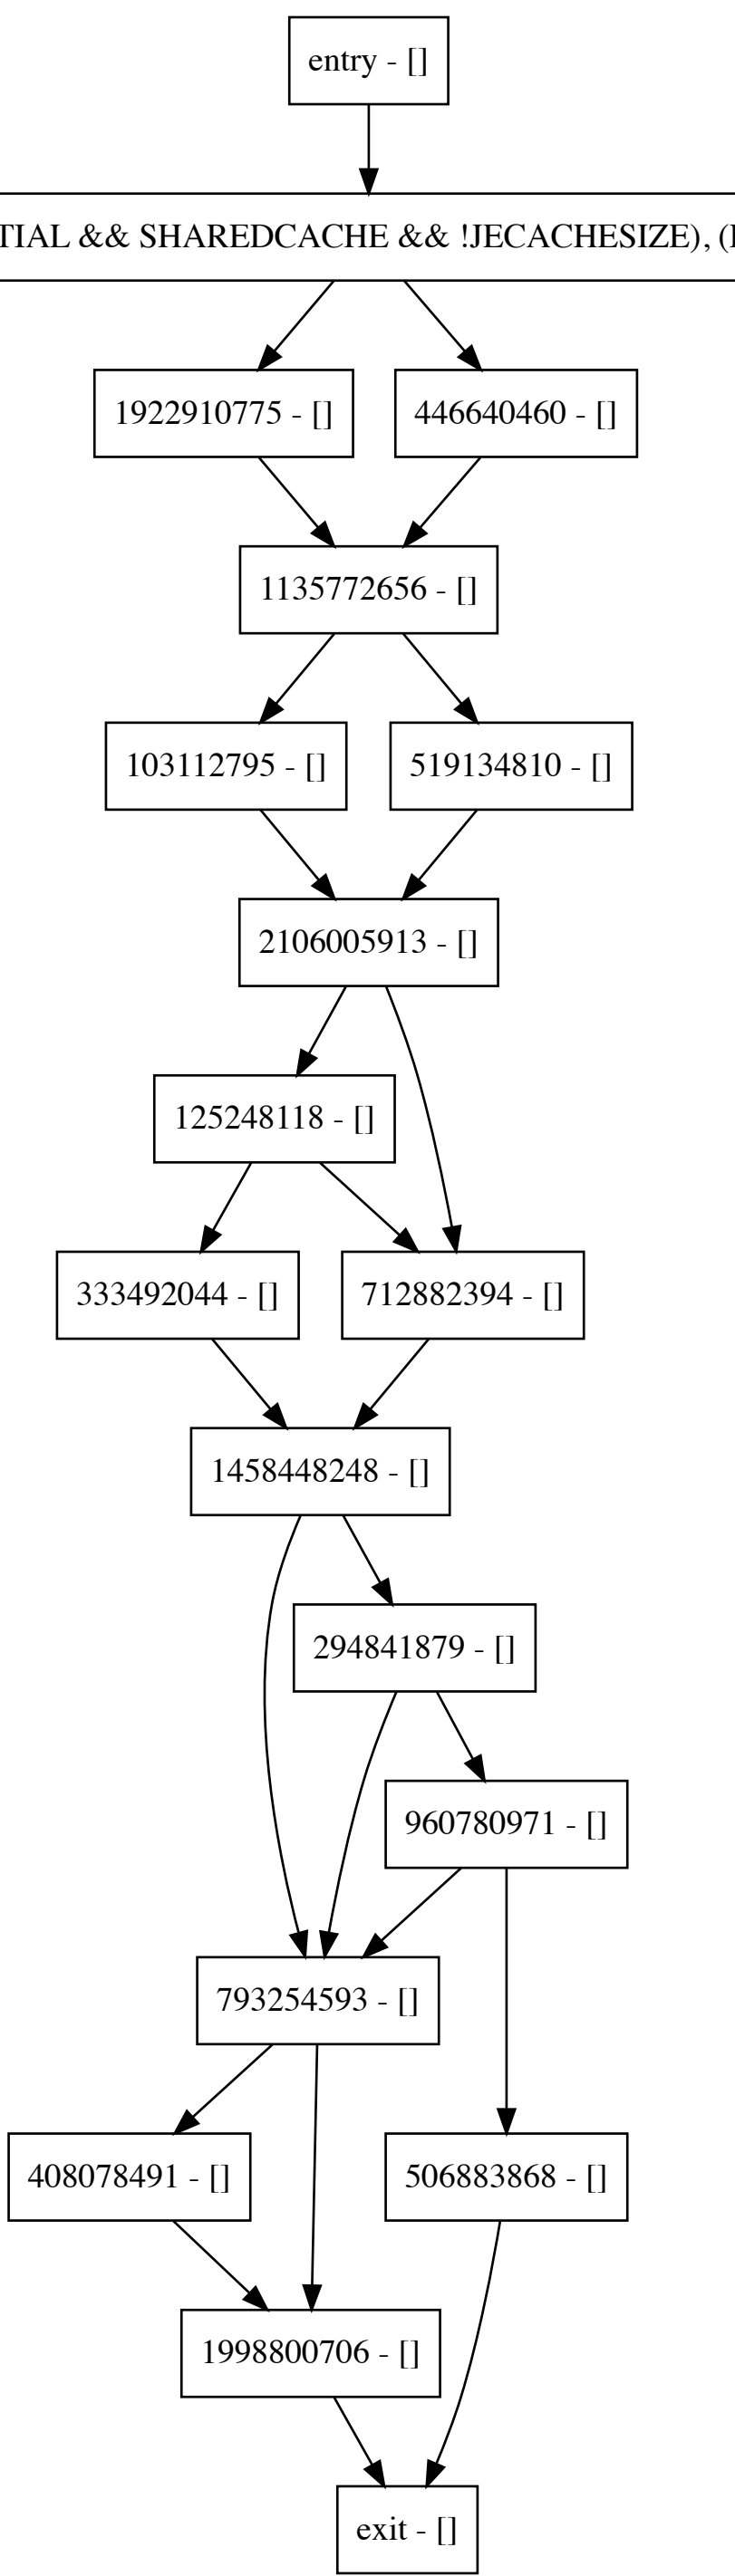 entry - []
&& SHAREDCACHE && !JECACHESIZE), (
1922910775 - []
446640460 - []
1135772656 - []
103112795 - []
519134810 - []
2106005913 - []
125248118 - []
333492044 - []
712882394 - []
1458448248 - []
294841879 - []
960780971 - []
793254593 - []
408078491 - []
506883868 - []
1998800706 - []
exit - []